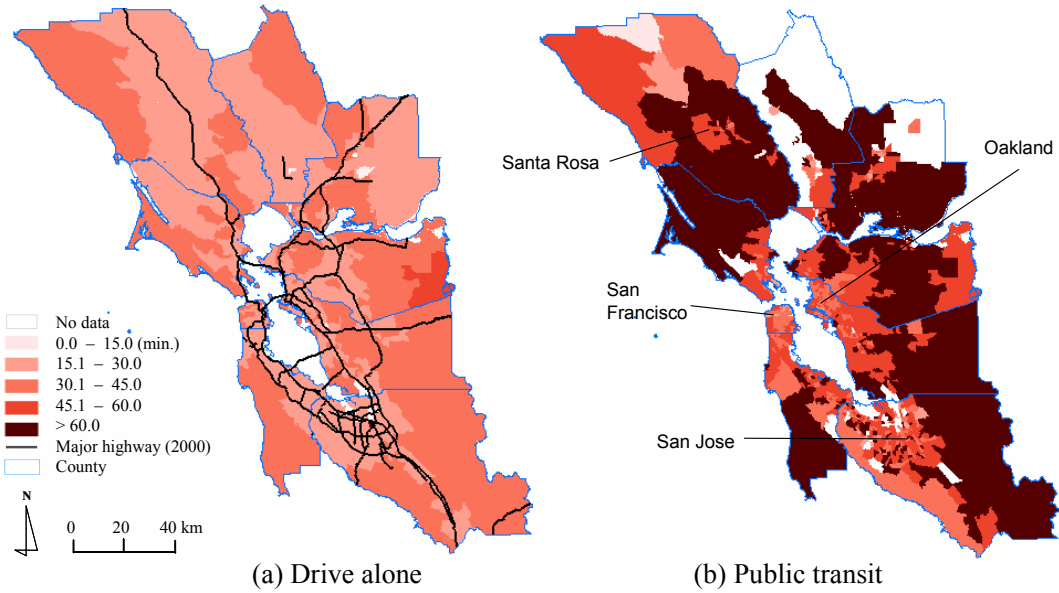 Santa Rosa
Oakland
San
Francisco
San Jose
No data
0.0 – 15.0 (min.)
15.1 – 30.0
30.1 – 45.0
45.1 – 60.0
> 60.0
Major highway (2000)
County
N
0 20 40 km
(a) Drive alone
(b) Public transit